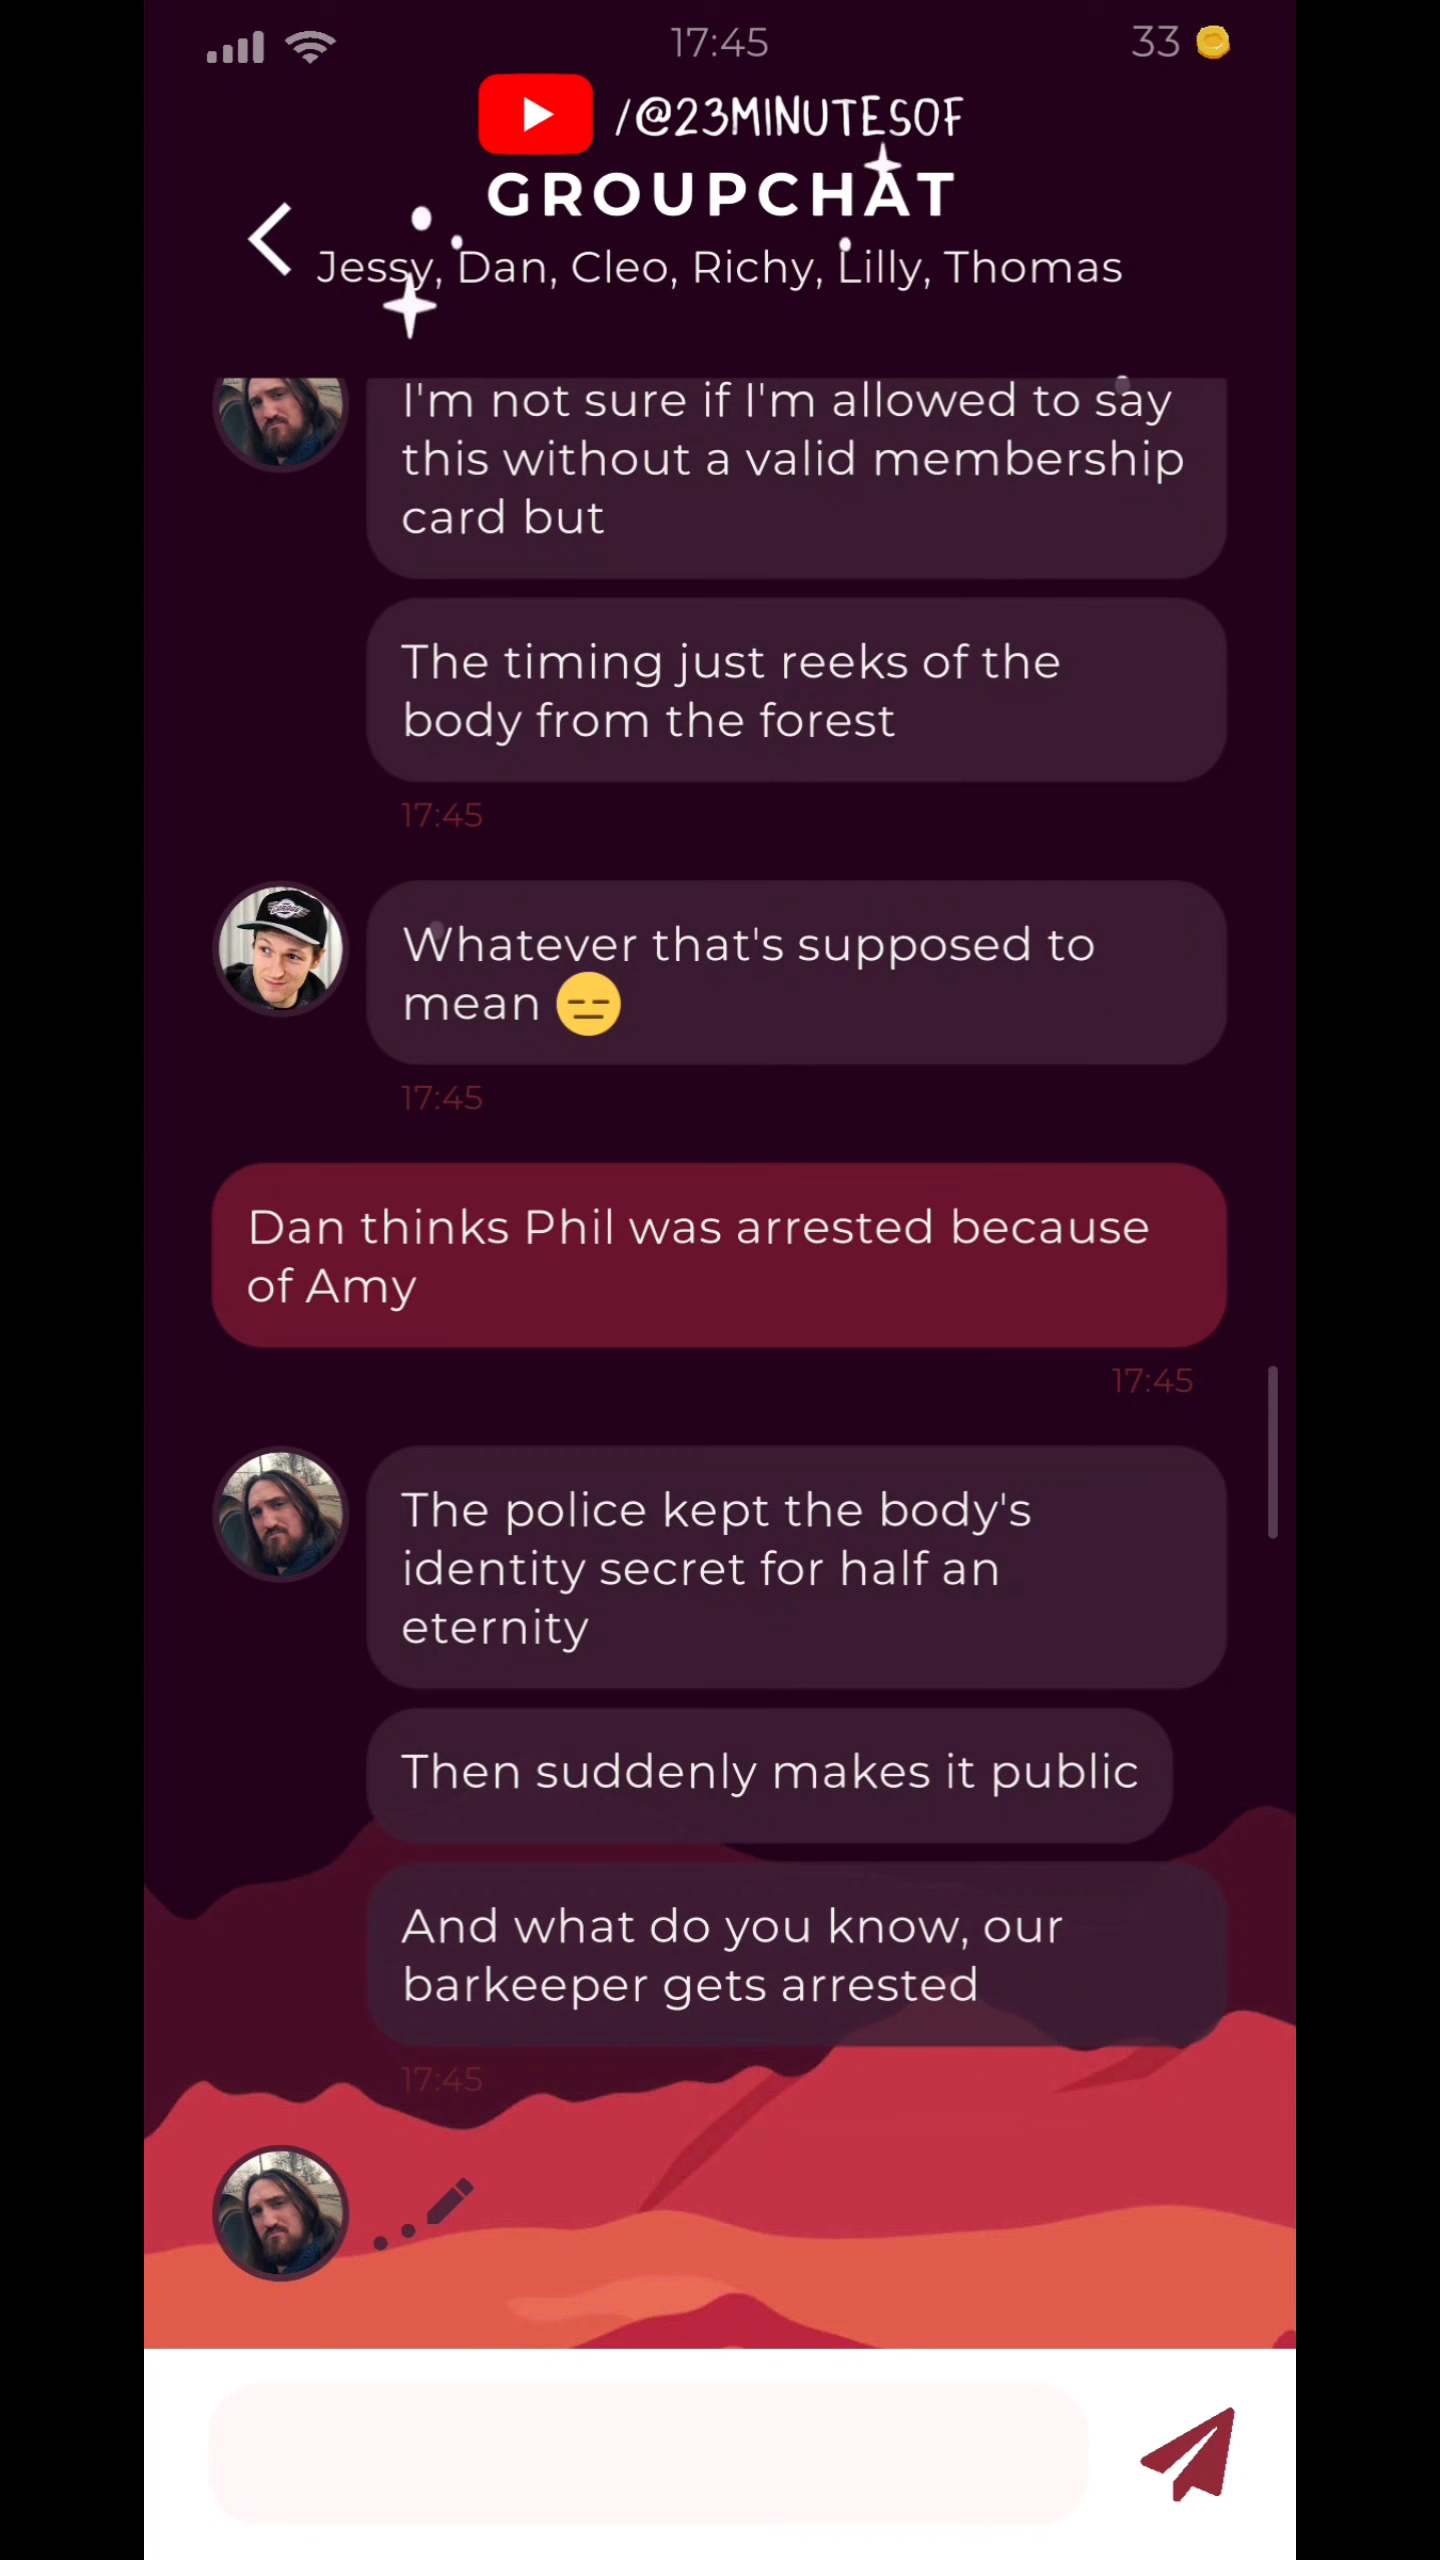 17:45
33
/@23MINUTESOF
GROUPCHAT
Jessy, Dan, Cleo, Richy, Lilly, Thomas
I'm not sure if I'm allowed to say
this without a valid membership
card but
The timing just reeks of the
body from the forest
17:45
Whatever that's supposed to
mean 😑
17:45
Dan thinks Phil was arrested because
of Amy
17:45
The police kept the body's
identity secret for half an
eternity
Then suddenly makes it public
And what do you know, our
barkeeper gets arrested
17:45